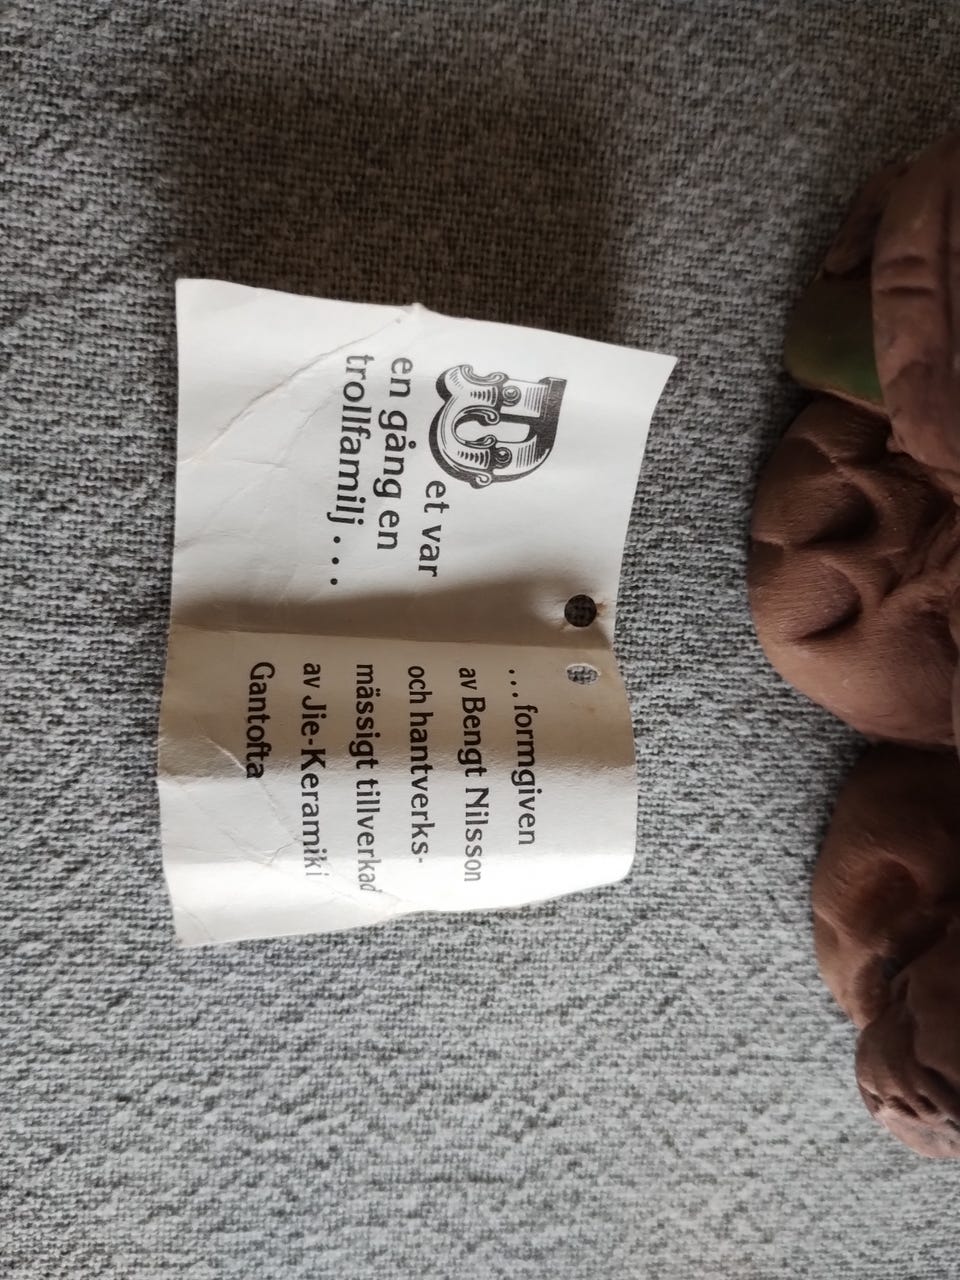 Det var
en gång en
trollfamilj . . .
. . . formgiven
av Bengt Nilsson
och hantverks-
mässigt tillverkad
av Jie-Keramik i
Gantofta